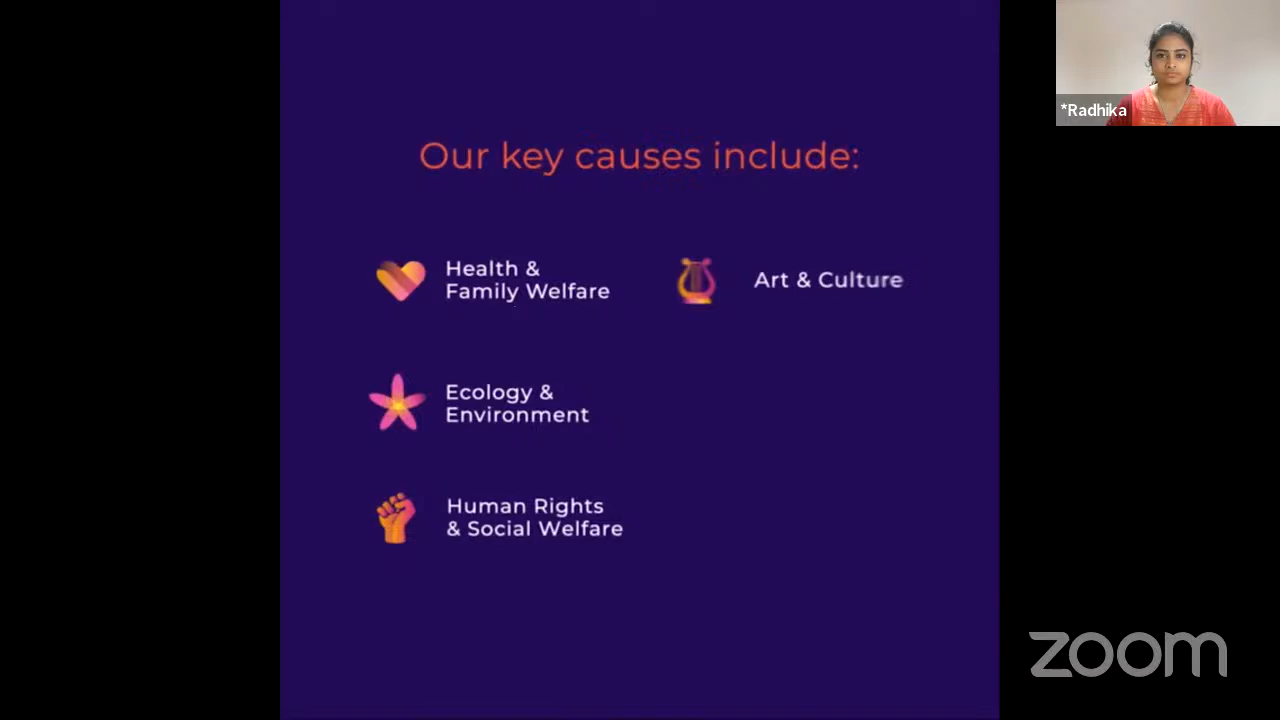 *Radhika
Our key causes include:
Health &
Family Welfare
Art & Culture
Ecology &
Environment
Human Rights
& Social Welfare
zoom